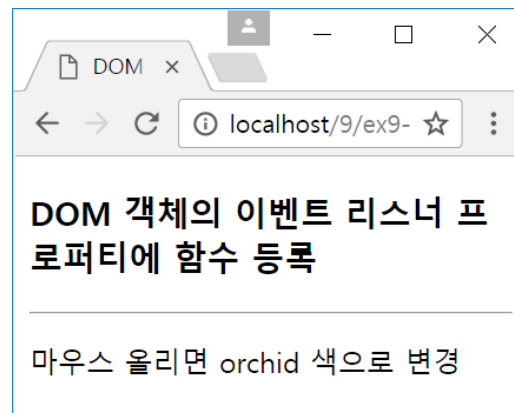 DOM
localhost/9/ex9-
DOM 객체의 이벤트 리스너 프
로퍼티에 함수 등록
마우스 올리면 orchid 색으로 변경